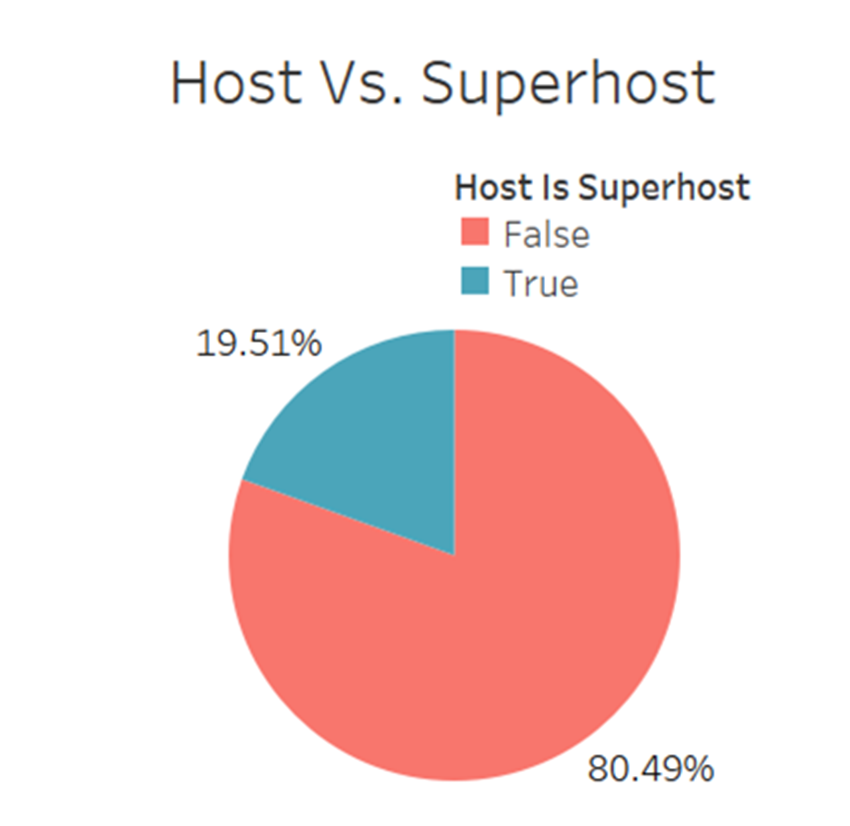 Host Vs. Superhost
Host Is Superhost
False
True
19.51%
80.49%